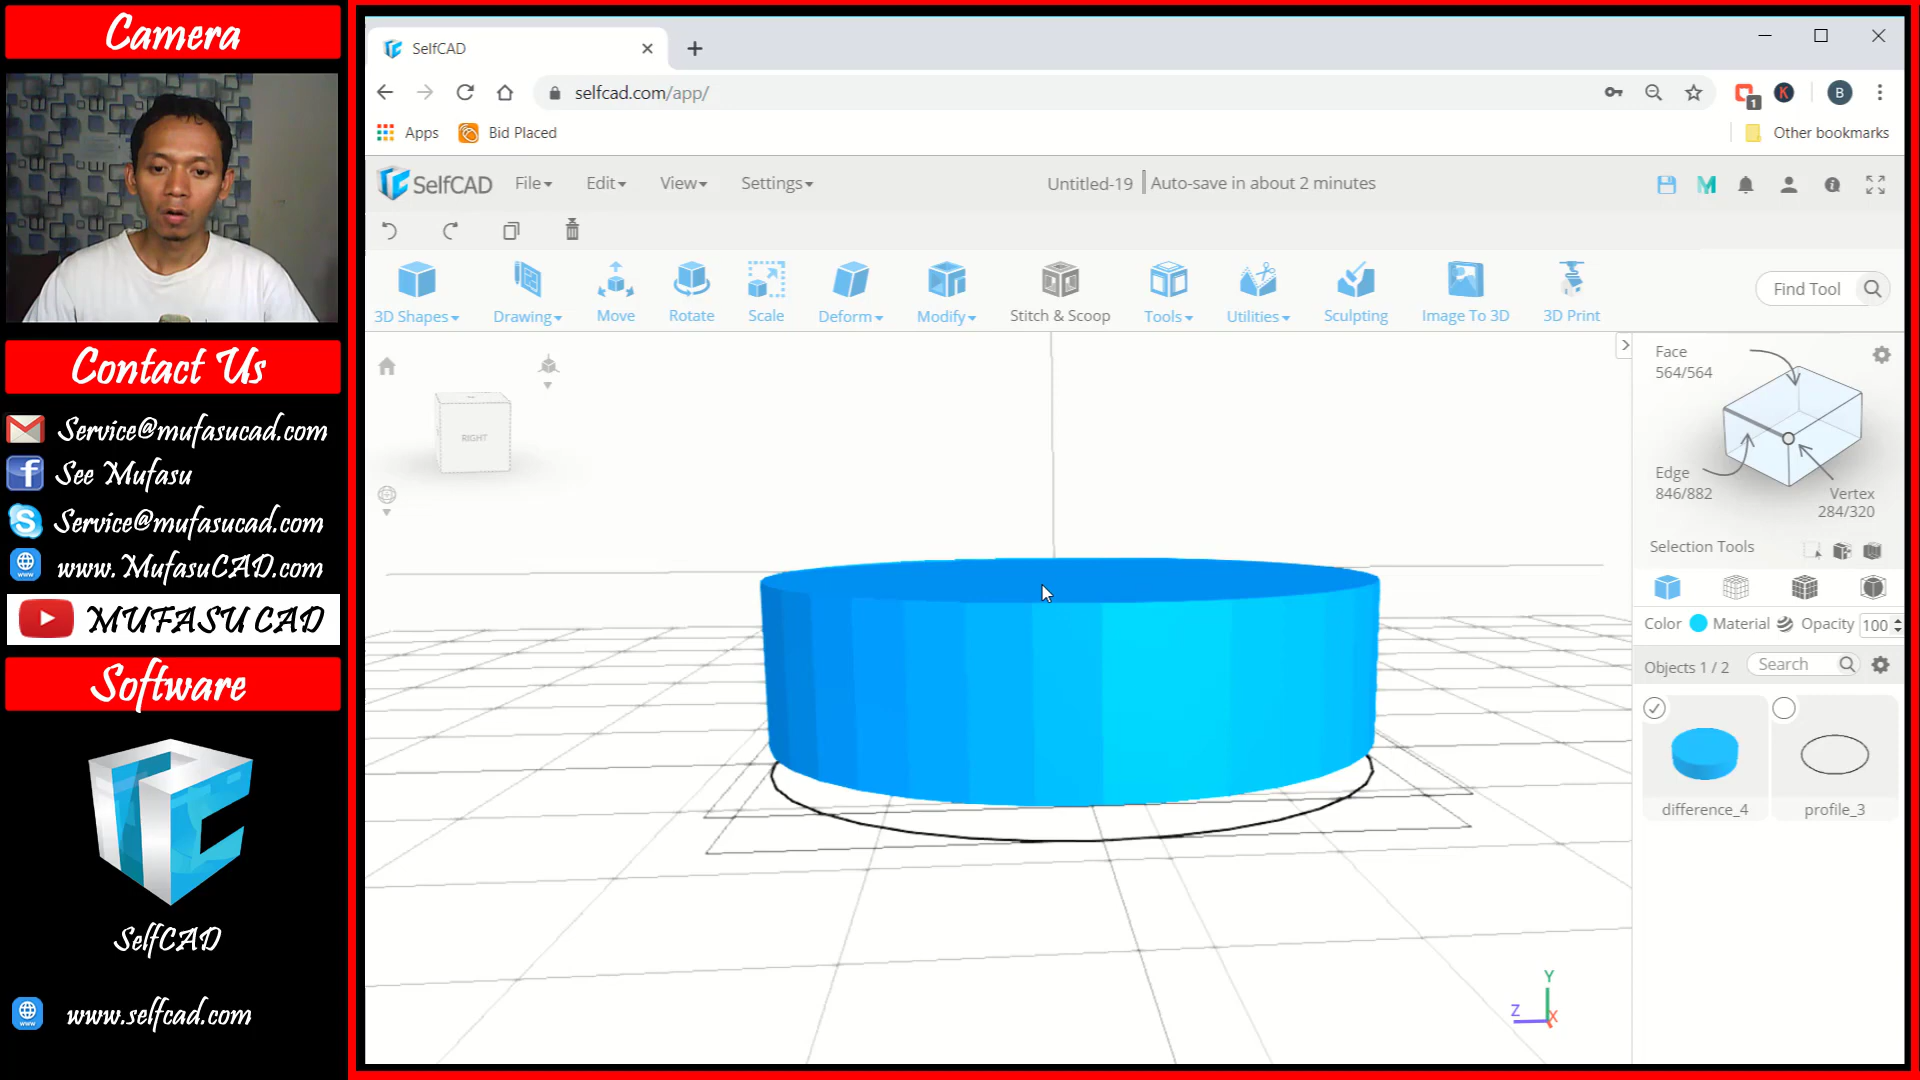 Camera
Contact Us
Service@mufasucad.com
See Mufasu
Service@mufasucad.com
www.MufasuCAD.com
MUFASU CAD
Software
SelfCAD
www.selfcad.com
SelfCAD
selfcad.com/app/
1
K
B
Apps
Bid Placed
Other bookmarks
SelfCAD
File
Edit
View
Settings
Untitled-19
Auto-save in about 2 minutes
3D Shapes
Drawing
Move
Rotate
Scale
Deform
Modify
Stitch & Scoop
Tools
Utilities
Sculpting
Image To 3D
3D Print
Find Tool
RIGHT
Face
564/564
Edge
846/882
Vertex
284/320
Selection Tools
Color
Material
Opacity
100
Objects 1 / 2
Search
difference_4
profile_3
Y
Z
X